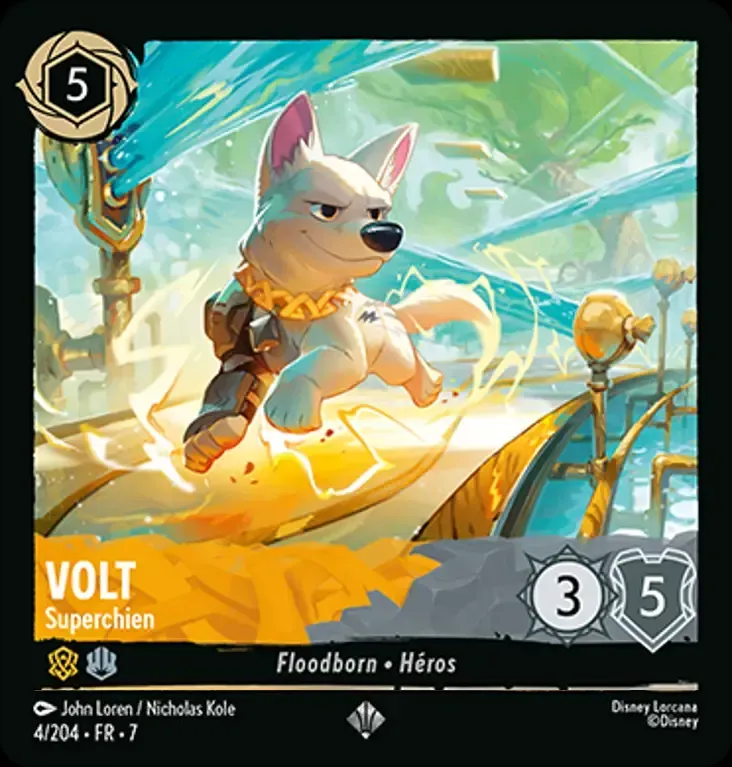 5
VOLT
Superchien
3
5
Floodborn • Héros
John Loren / Nicholas Kole
4/204 • FR • 7
Disney Lorcana
©Disney